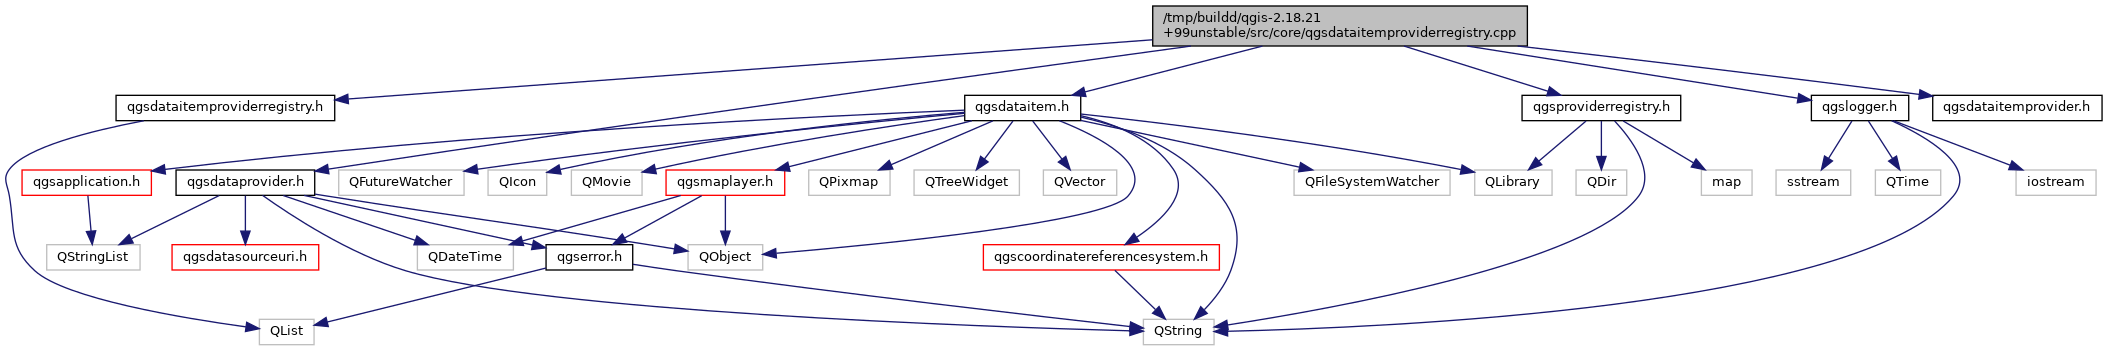 /tmp/buildd/qgis-2.18.21
+99unstable/src/core/qgsdataitemproviderregistry.cpp
qgsdataitemproviderregistry.h
qgsdataitem.h
qgsproviderregistry.h
qgslogger.h
qgsdataitemprovider.h
qgsapplication.h
qgsdataprovider.h
QFutureWatcher
QIcon
QMovie
qgsmaplayer.h
QPixmap
QTreeWidget
QVector
QFileSystemWatcher
QLibrary
QDir
map
sstream
QTime
iostream
QStringList
qgsdatasourceuri.h
QDateTime
qgserror.h
QObject
qgscoordinatereferencesystem.h
QList
QString